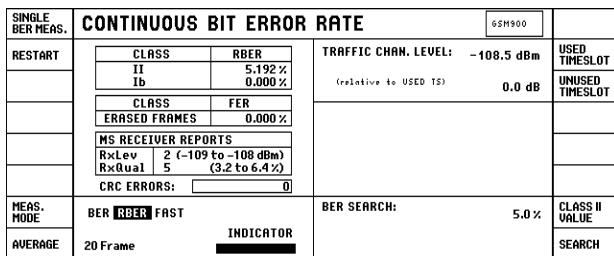 SINGLE
BER MEAS.
CONTINUOUS BIT ERROR RATE
GSM900
RESTART
CLASS RBER
II 5.192 %
Ib 0.000 %
CLASS FER
ERASED FRAMES 0.000 %
MS RECEIVER REPORTS
RxLev 2 (-109 to -108 dBm)
RxQual 5 (3.2 to 6.4 %)
CRC ERRORS: 0
TRAFFIC CHAN. LEVEL: -108.5 dBm
(relative to USED TS) 0.0 dB
USED
TIMESLOT
UNUSED
TIMESLOT
MEAS.
MODE
BER RBER FAST
BER SEARCH: 5.0 %
CLASS II
VALUE
AVERAGE
20 Frame
INDICATOR
SEARCH